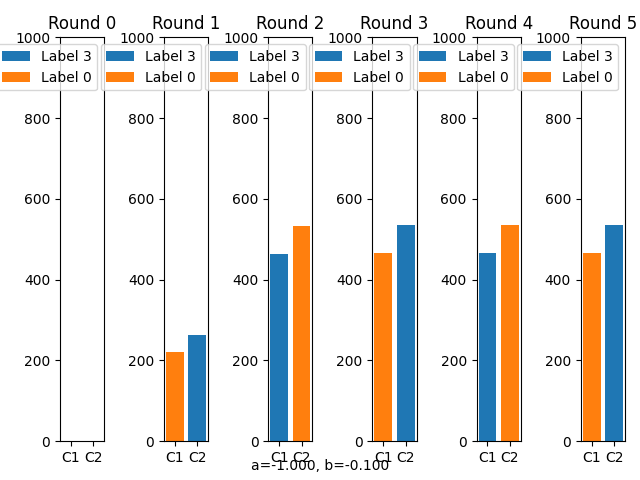 Round 0 Round 1 Round 2 Round 3 Round 4 Round 5
1000 1000 1000 1000 1000 1000
Label 3 Label 3 Label 3 Label 3 Label 3 Label 3
Label 0 Label 0 Label 0 Label 0 Label 0 Label 0
800 800 800 800 800 800
600 600 600 600 600 600
400 400 400 400 400 400
200 200 200 200 200 200
0 0 0 0 0 0
C1 C2 C1 C2 C1 C2 C1 C2 C1 C2 C1 C2
a=-1.000, b=-0.100